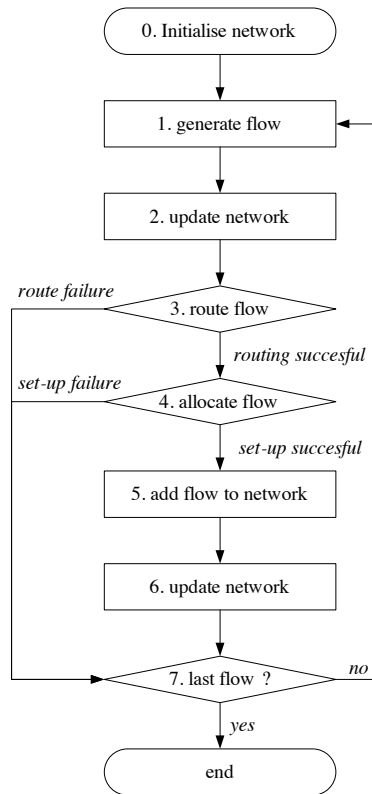 0. Initialise network
1. generate flow
2. update network
route failure
3. route flow
routing succesful
set-up failure
4. allocate flow
set-up succesful
5. add flow to network
6. update network
7. last flow ?
no
yes
end